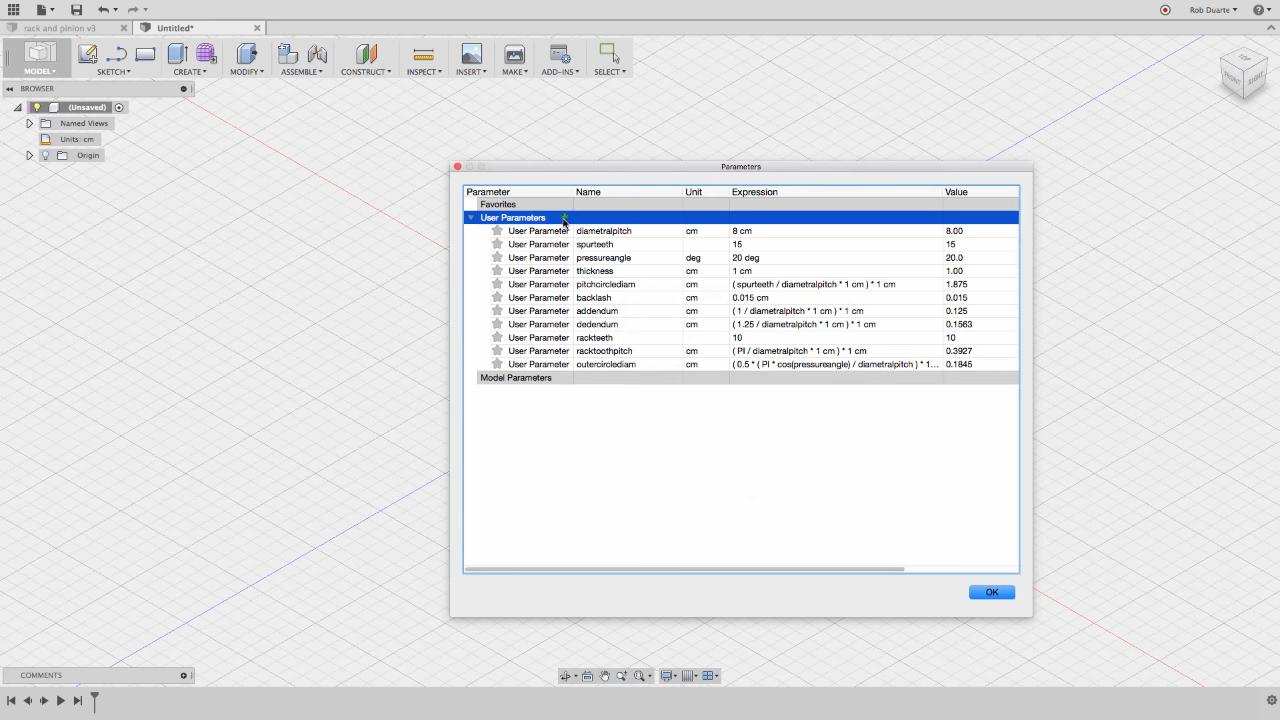 Rob Duarte
rack and pinion v3
Untitled*
MODEL
SKETCH
CREATE
MODIFY
ASSEMBLE
CONSTRUCT
INSPECT
INSERT
MAKE
ADD-INS
SELECT
TOP
FRONT
RIGHT
BROWSER
(Unsaved)
Named Views
Units: cm
Origin
Parameters
Parameter Name Unit Expression Value
Favorites
User Parameters
User Parameter diametralpitch cm 8 cm 8.00
User Parameter spurteeth 15 15
User Parameter pressureangle deg 20 deg 20.0
User Parameter thickness cm 1 cm 1.00
User Parameter pitchcirclediam cm ( spurteeth / diametralpitch * 1 cm ) * 1 cm 1.875
User Parameter backlash cm 0.015 cm 0.015
User Parameter addendum cm ( 1 / diametralpitch * 1 cm ) * 1 cm 0.125
User Parameter dedendum cm ( 1.25 / diametralpitch * 1 cm ) * 1 cm 0.1563
User Parameter rackteeth 10 10
User Parameter racktoothpitch cm ( PI / diametralpitch * 1 cm ) * 1 cm 0.3927
User Parameter outercirclediam cm ( 0.5 * ( PI * cos(pressureangle) / diametralpitch ) * 1... 0.1845
Model Parameters
OK
COMMENTS